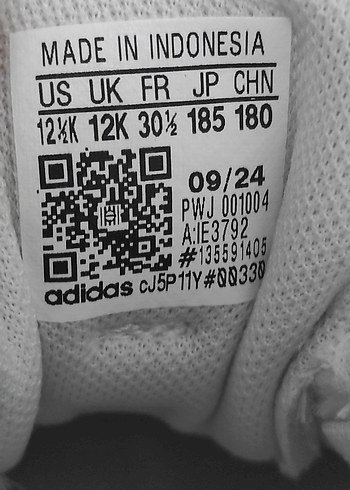 MADE IN INDONESIA
US UK FR JP CHN
12½K 12K 30½ 185 180
09/24
PWJ 001004
A:IE3792
#135591405
adidas cJ5P11Y#00330